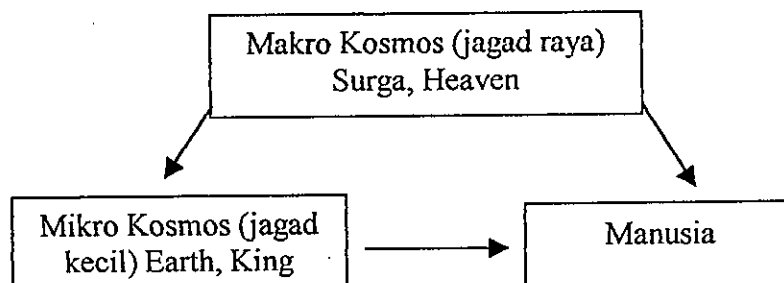 Makro Kosmos (jagad raya)
Surga, Heaven
Mikro Kosmos (jagad
kecil) Earth, King
Manusia